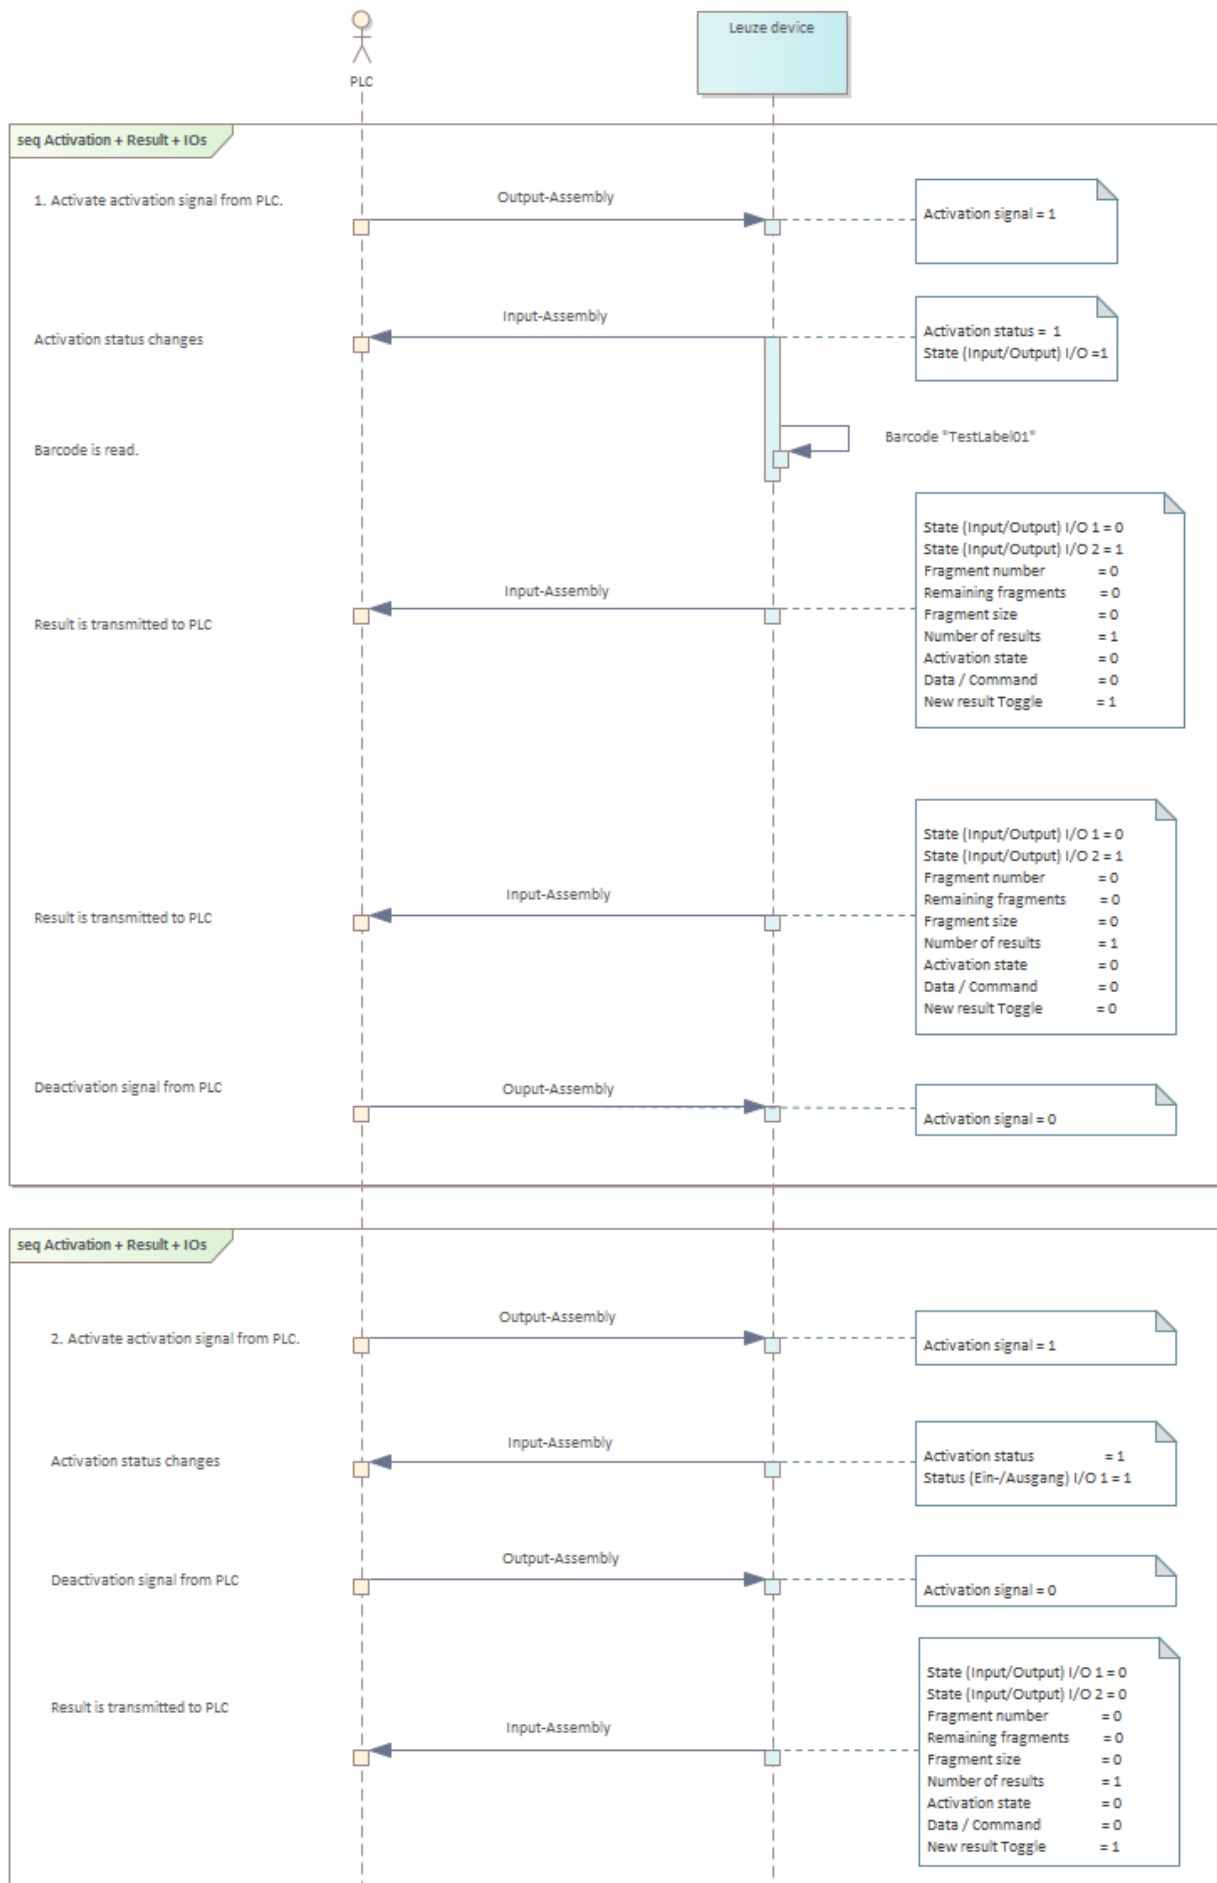 Leuze device
PLC
seq Activation + Result + IOs
1. Activate activation signal from PLC.
Output-Assembly
Activation signal = 1
Activation status changes
Input-Assembly
Activation status = 1
State (Input/Output) I/O =1
Barcode is read.
Barcode "TestLabel01"
Result is transmitted to PLC
Input-Assembly
State (Input/Output) I/O 1 = 0
State (Input/Output) I/O 2 = 1
Fragment number = 0
Remaining fragments = 0
Fragment size = 0
Number of results = 1
Activation state = 0
Data / Command = 0
New result Toggle = 1
Result is transmitted to PLC
Input-Assembly
State (Input/Output) I/O 1 = 0
State (Input/Output) I/O 2 = 1
Fragment number = 0
Remaining fragments = 0
Fragment size = 0
Number of results = 1
Activation state = 0
Data / Command = 0
New result Toggle = 0
Deactivation signal from PLC
Ouput-Assembly
Activation signal = 0
seq Activation + Result + IOs
2. Activate activation signal from PLC.
Output-Assembly
Activation signal = 1
Activation status changes
Input-Assembly
Activation status = 1
Status (Ein-/Ausgang) I/O 1 = 1
Deactivation signal from PLC
Output-Assembly
Activation signal = 0
Result is transmitted to PLC
Input-Assembly
State (Input/Output) I/O 1 = 0
State (Input/Output) I/O 2 = 0
Fragment number = 0
Remaining fragments = 0
Fragment size = 0
Number of results = 1
Activation state = 0
Data / Command = 0
New result Toggle = 1